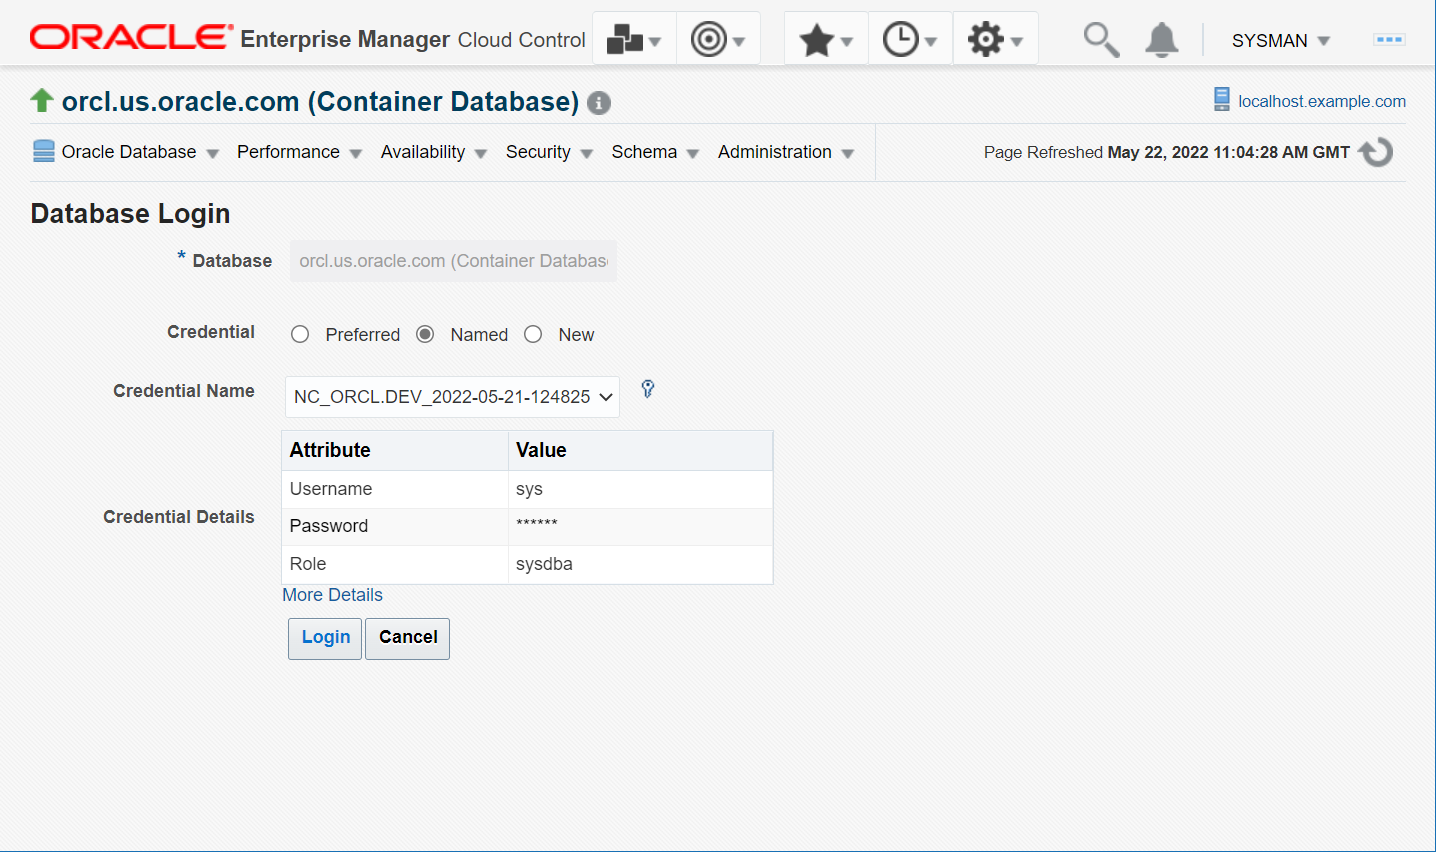 ORACLE Enterprise Manager Cloud Control SYSMAN
orcl.us.oracle.com (Container Database) localhost.example.com
Oracle Database Performance Availability Security Schema Administration Page Refreshed May 22, 2022 11:04:28 AM GMT
Database Login
* Database orcl.us.oracle.com (Container Databas
Credential Preferred Named New
Credential Name NC_ORCL.DEV_2022-05-21-124825
Attribute Value
Username sys
Credential Details
Password ******
Role sysdba
More Details
Login Cancel